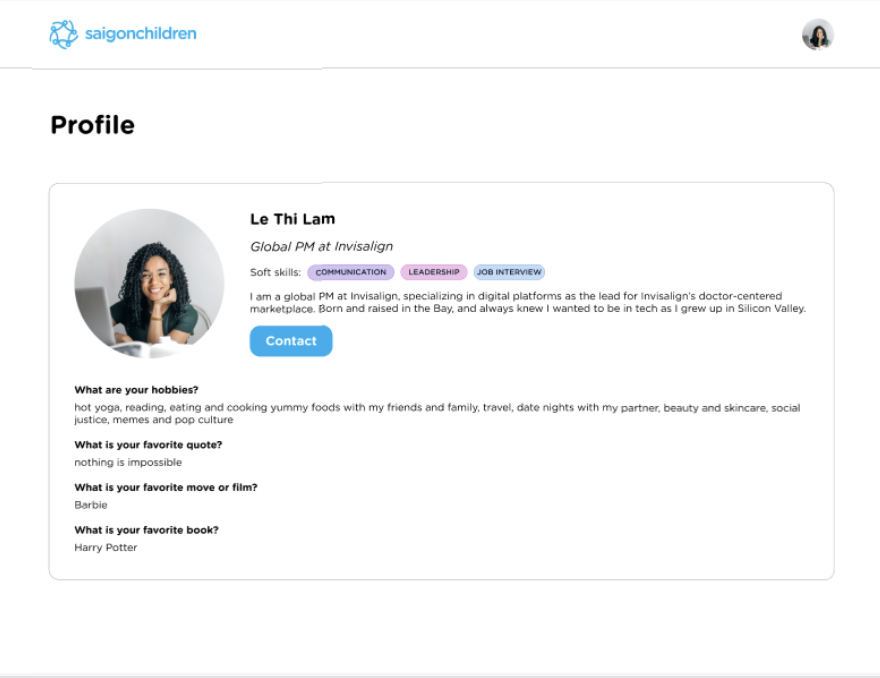 saigonchildren
Profile
Le Thi Lam
Global PM at Invisalign
Soft skills: COMMUNICATION LEADERSHIP JOB INTERVIEW
I am a global PM at Invisalign, specializing in digital platforms as the lead for Invisalign's doctor-centered
marketplace. Born and raised in the Bay, and always knew I wanted to be in tech as I grew up in Silicon Valley.
Contact
What are your hobbies?
hot yoga, reading, eating and cooking yummy foods with my friends and family, travel, date nights with my partner, beauty and skincare, social
justice, memes and pop culture
What is your favorite quote?
nothing is impossible
What is your favorite move or film?
Barbie
What is your favorite book?
Harry Potter